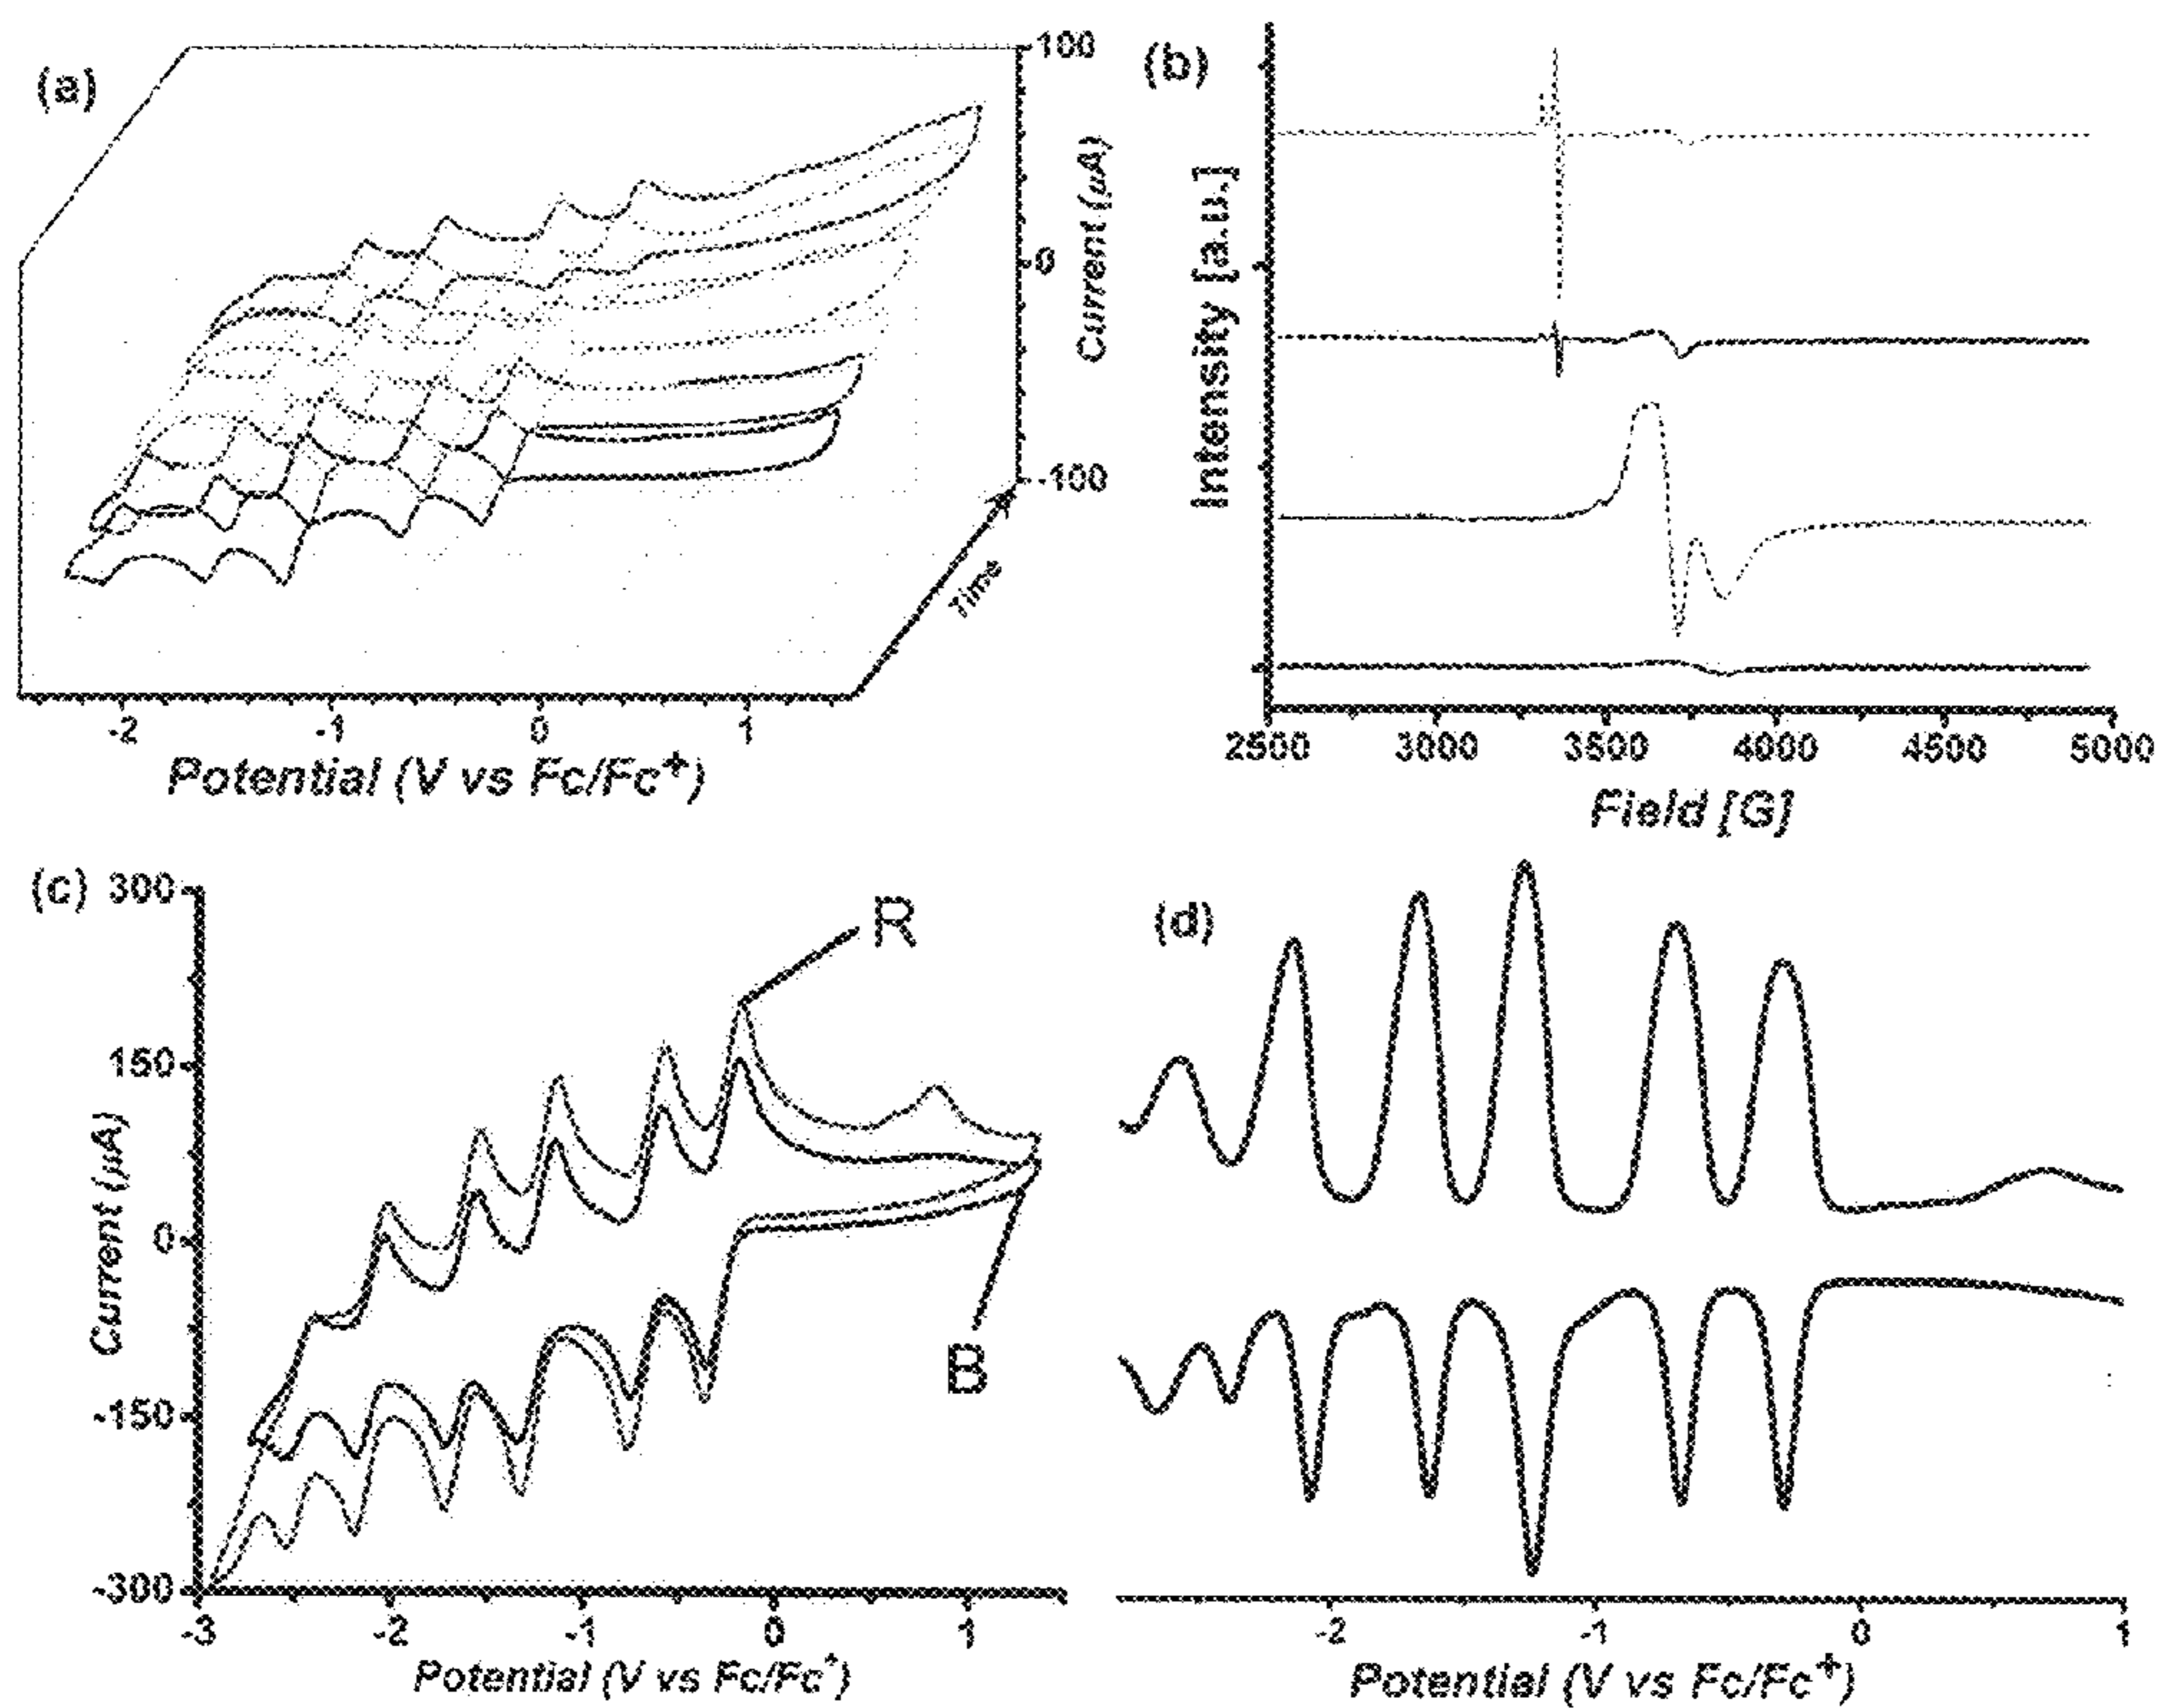 (a)
100
0
-100
Current (µA)
Time
-2
-1
0
1
Potential (V vs Fc/Fc+)
(b)
Intensity [a.u.]
2500
3000
3500
4000
4500
5000
Field [G]
(c)
300
150
0
-150
-300
Current (µA)
R
B
-3
-2
-1
0
1
Potential (V vs Fc/Fc+)
(d)
-2
-1
0
1
Potential (V vs Fc/Fc+)